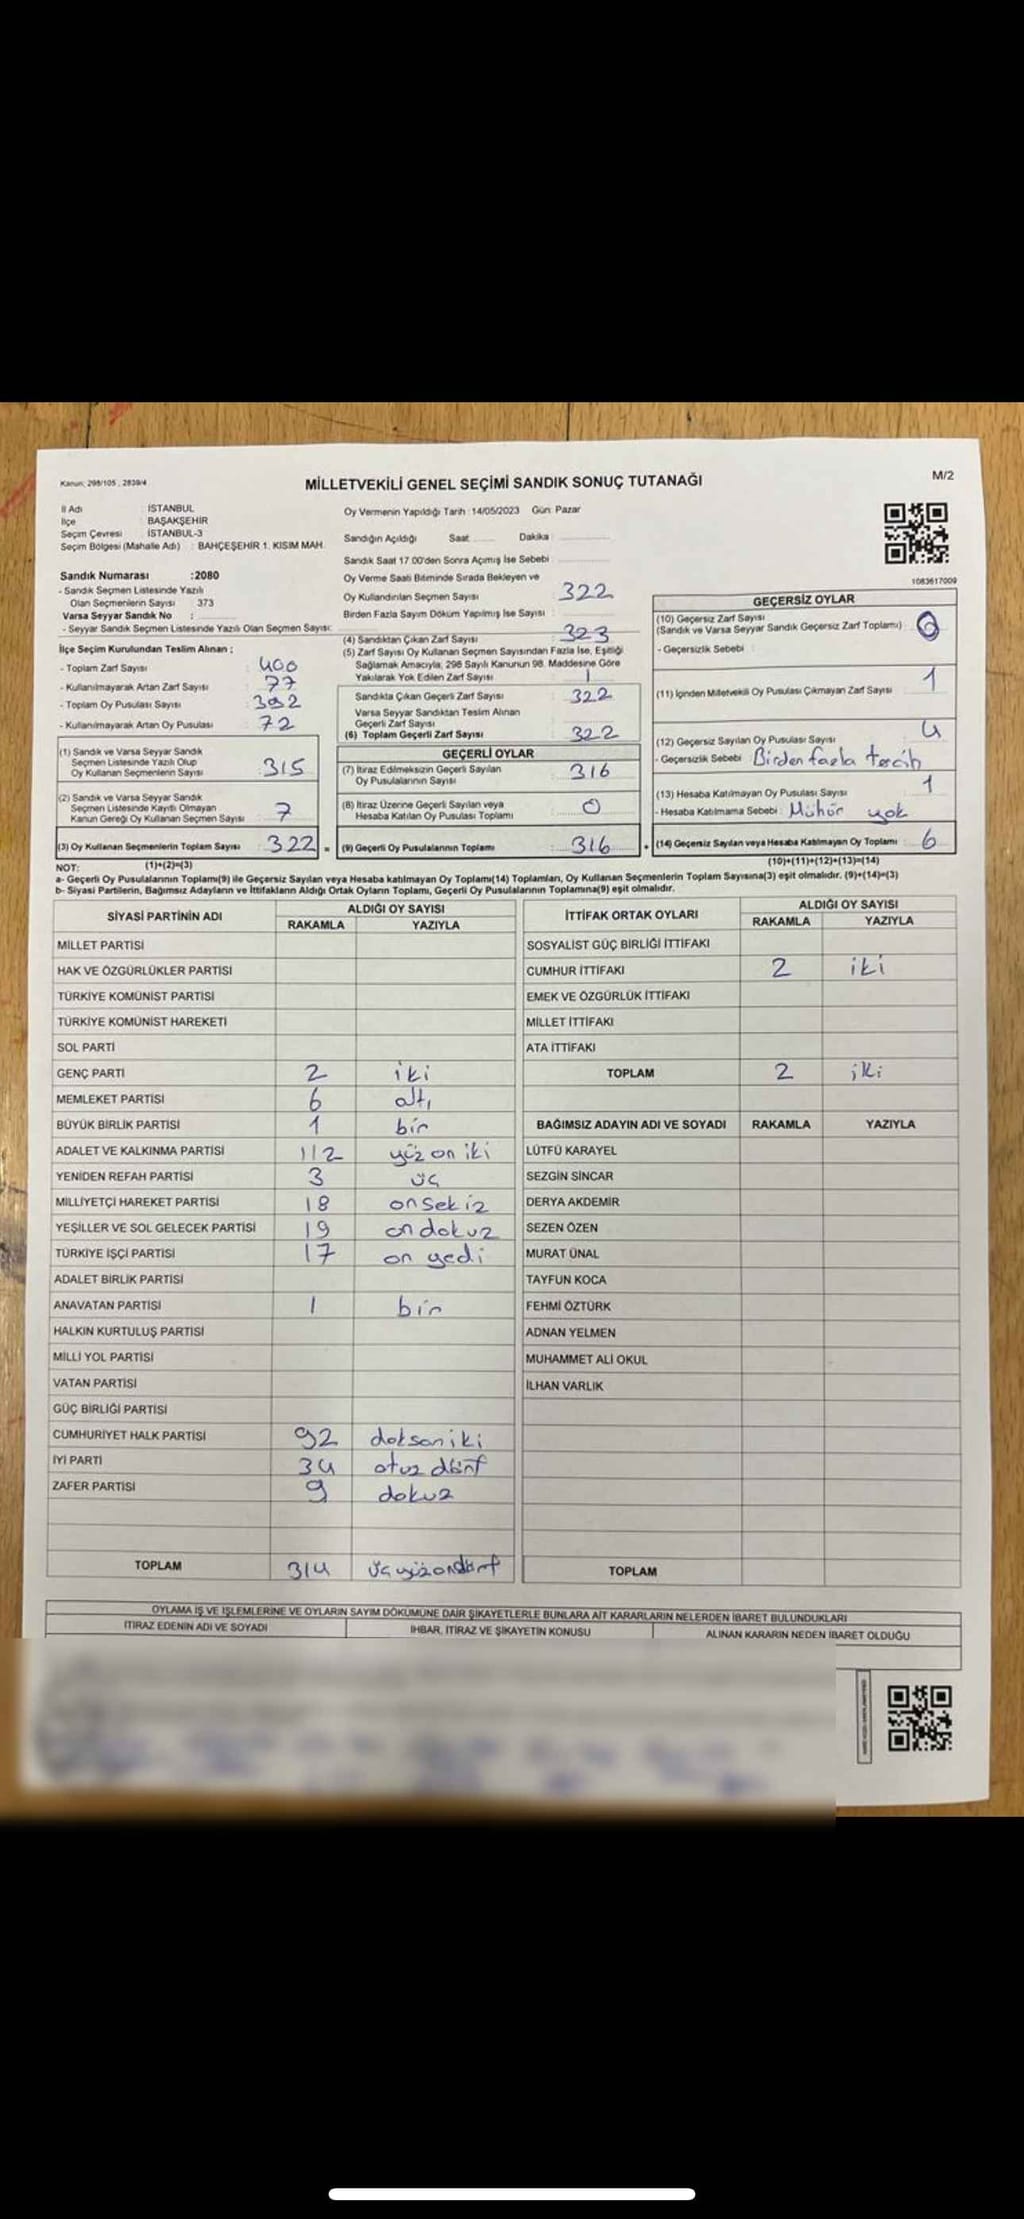 Kanun; 298/105 , 2839/4
MİLLETVEKİLİ GENEL SEÇİMİ SANDIK SONUÇ TUTANAĞI
M/2
İl Adı : İSTANBUL
İlçe : BAŞAKŞEHİR
Seçim Çevresi : İSTANBUL-3
Seçim Bölgesi (Mahalle Adı) : BAHÇEŞEHİR 1. KISIM MAH.
Oy Vermenin Yapıldığı Tarih :14/05/2023 Gün: Pazar
Sandığın Açıldığı Saat Dakika :
Sandık Saat 17.00'den Sonra Açımış İse Sebebi
Oy Verme Saati Bitiminde Sırada Bekleyen ve
Oy Kullandırılan Seçmen Sayısı : 322
Birden Fazla Sayım Döküm Yapılmış İse Sayısı :
1083617009
Sandık Numarası :2080
- Sandık Seçmen Listesinde Yazılı
Olan Seçmenlerin Sayısı : 373
Varsa Seyyar Sandık No :
- Seyyar Sandık Seçmen Listesinde Yazılı Olan Seçmen Sayısı:
İlçe Seçim Kurulundan Teslim Alınan ;
- Toplam Zarf Sayısı : 400
- Kullanılmayarak Artan Zarf Sayısı : 77
- Toplam Oy Pusulası Sayısı : 392
- Kullanılmayarak Artan Oy Pusulası : 72
(1) Sandık ve Varsa Seyyar Sandık
Seçmen Listesinde Yazılı Olup
Oy Kullanan Seçmenlerin Sayısı : 315
(2) Sandık ve Varsa Seyyar Sandık
Seçmen Listesinde Kayıtlı Olmayan
Kanun Gereği Oy Kullanan Seçmen Sayısı : 7
(3) Oy Kullanan Seçmenlerin Toplam Sayısı : 322 =
(4) Sandıktan Çıkan Zarf Sayısı : 323
(5) Zarf Sayısı Oy Kullanan Seçmen Sayısından Fazla İse, Eşitliği
Sağlamak Amacıyla, 298 Sayılı Kanunun 98. Maddesine Göre
Yakılarak Yok Edilen Zarf Sayısı : 1
Sandıkta Çıkan Geçerli Zarf Sayısı : 322
Varsa Seyyar Sandıktan Teslim Alınan
Geçerli Zarf Sayısı
(6) Toplam Geçerli Zarf Sayısı : 322
GEÇERLİ OYLAR
(7) İtiraz Edilmeksizin Geçerli Sayılan
Oy Pusulalarının Sayısı : 316
(8) İtiraz Üzerine Geçerli Sayılan veya
Hesaba Katılan Oy Pusulası Toplamı : 0
(9) Geçerli Oy Pusulalarının Toplamı : 316 +
GEÇERSİZ OYLAR
(10) Geçersiz Zarf Sayısı
(Sandık ve Varsa Seyyar Sandık Geçersiz Zarf Toplamı) : 0
- Geçersizlik Sebebi :
(11) İçinden Milletvekili Oy Pusulası Çıkmayan Zarf Sayısı : 1
(12) Geçersiz Sayılan Oy Pusulası Sayısı : 4
- Geçersizlik Sebebi : Birden fazla tercih
(13) Hesaba Katılmayan Oy Pusulası Sayısı : 1
- Hesaba Katılmama Sebebi : Mühür yok
(14) Geçersiz Sayılan veya Hesaba Katılmayan Oy Toplamı : 6
NOT: (1)+(2)=(3) (10)+(11)+(12)+(13)=(14)
a- Geçerli Oy Pusulalarının Toplamı(9) ile Geçersiz Sayılan veya Hesaba katılmayan Oy Toplamı(14) Toplamları, Oy Kullanan Seçmenlerin Toplam Sayısına(3) eşit olmalıdır. (9)+(14)=(3)
b- Siyasi Partilerin, Bağımsız Adayların ve İttifakların Aldığı Ortak Oyların Toplamı, Geçerli Oy Pusulalarının Toplamına(9) eşit olmalıdır.
SİYASİ PARTİNİN ADI ALDIĞI OY SAYISI
RAKAMLA YAZIYLA
MİLLET PARTİSİ
HAK VE ÖZGÜRLÜKLER PARTİSİ
TÜRKİYE KOMÜNİST PARTİSİ
TÜRKİYE KOMÜNİST HAREKETİ
SOL PARTİ
GENÇ PARTİ 2 iki
MEMLEKET PARTİSİ 6 altı
BÜYÜK BİRLİK PARTİSİ 1 bir
ADALET VE KALKINMA PARTİSİ 112 yüz on iki
YENİDEN REFAH PARTİSİ 3 üç
MİLLİYETÇİ HAREKET PARTİSİ 18 onsekiz
YEŞİLLER VE SOL GELECEK PARTİSİ 19 on dokuz
TÜRKİYE İŞÇİ PARTİSİ 17 on yedi
ADALET BİRLİK PARTİSİ
ANAVATAN PARTİSİ 1 bir
HALKIN KURTULUŞ PARTİSİ
MİLLİ YOL PARTİSİ
VATAN PARTİSİ
GÜÇ BİRLİĞİ PARTİSİ
CUMHURİYET HALK PARTİSİ 92 doksaniki
İYİ PARTİ 34 otuz dört
ZAFER PARTİSİ 9 dokuz
TOPLAM 314 üçyüzondört
İTTİFAK ORTAK OYLARI ALDIĞI OY SAYISI
RAKAMLA YAZIYLA
SOSYALİST GÜÇ BİRLİĞİ İTTİFAKI
CUMHUR İTTİFAKI 2 iki
EMEK VE ÖZGÜRLÜK İTTİFAKI
MİLLET İTTİFAKI
ATA İTTİFAKI
TOPLAM 2 iki
BAĞIMSIZ ADAYIN ADI VE SOYADI RAKAMLA YAZIYLA
LÜTFÜ KARAYEL
SEZGİN SİNCAR
DERYA AKDEMİR
SEZEN ÖZEN
MURAT ÜNAL
TAYFUN KOCA
FEHMİ ÖZTÜRK
ADNAN YELMEN
MUHAMMET ALİ OKUL
İLHAN VARLIK
TOPLAM
OYLAMA İŞ VE İŞLEMLERİNE VE OYLARIN SAYIM DÖKÜMÜNE DAİR ŞİKAYETLERLE BUNLARA AİT KARARLARIN NELERDEN İBARET BULUNDUKLARI
İTİRAZ EDENİN ADI VE SOYADI İHBAR, İTİRAZ VE ŞİKAYETİN KONUSU ALINAN KARARIN NEDEN İBARET OLDUĞU